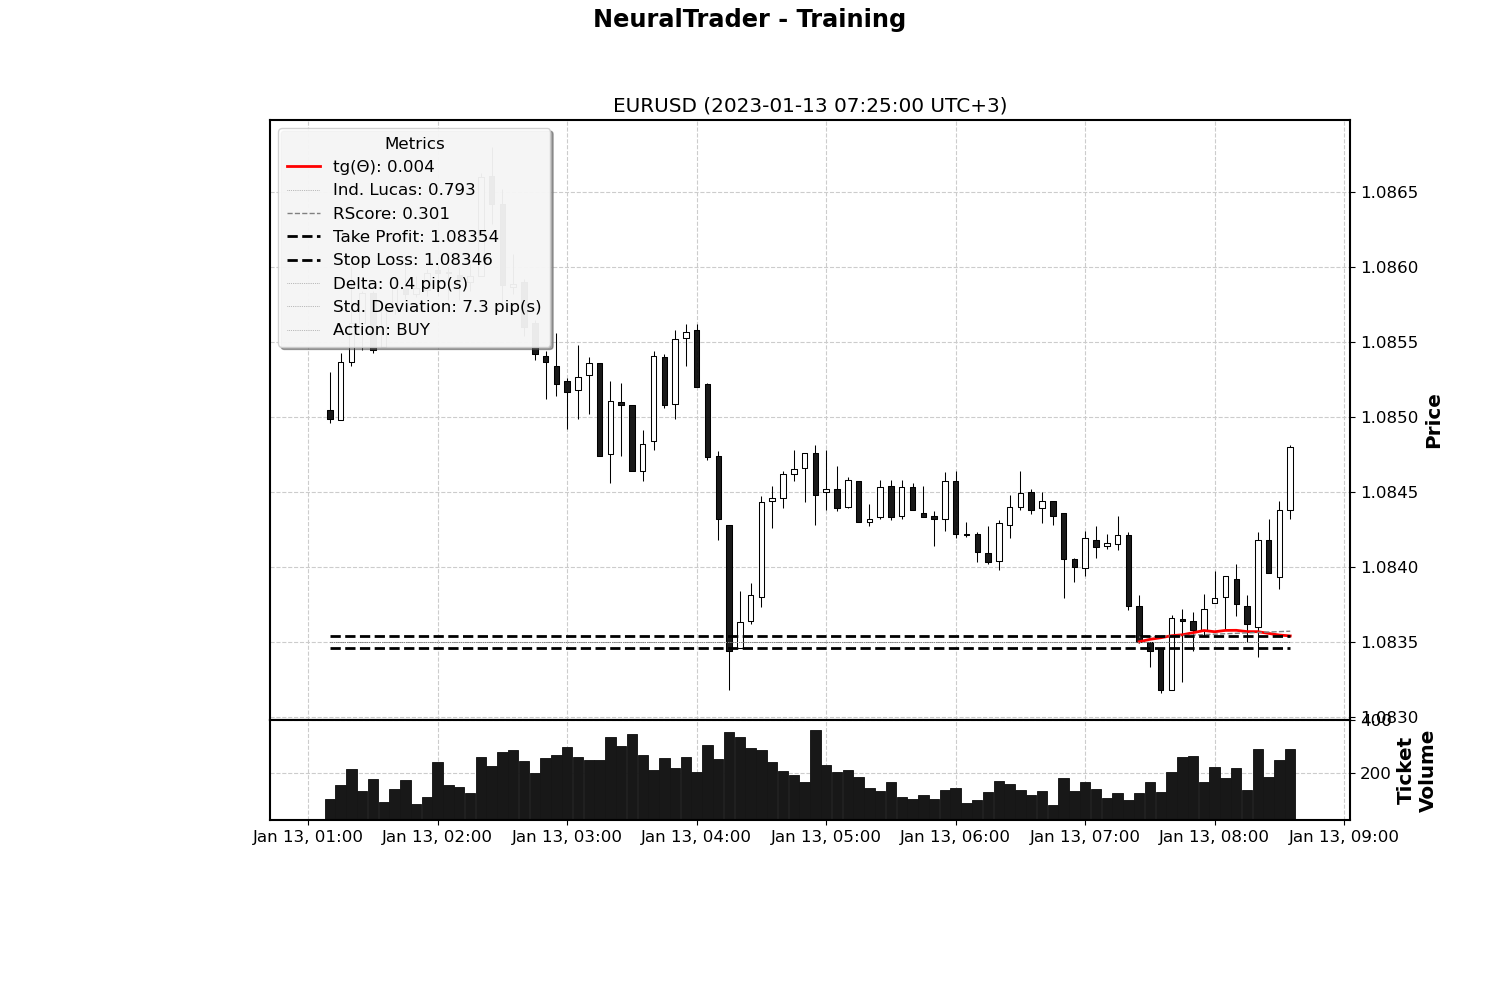 NeuralTrader - Training
EURUSD (2023-01-13 07:25:00 UTC+3)
Metrics
tg(Θ): 0.004
Ind. Lucas: 0.793
RScore: 0.301
Take Profit: 1.08354
Stop Loss: 1.08346
Delta: 0.4 pip(s)
Std. Deviation: 7.3 pip(s)
Action: BUY
1.0865
1.0860
1.0855
1.0850
1.0845
1.0840
1.0835
1.0830
Price
400
200
Ticket
Volume
Jan 13, 01:00
Jan 13, 02:00
Jan 13, 03:00
Jan 13, 04:00
Jan 13, 05:00
Jan 13, 06:00
Jan 13, 07:00
Jan 13, 08:00
Jan 13, 09:00